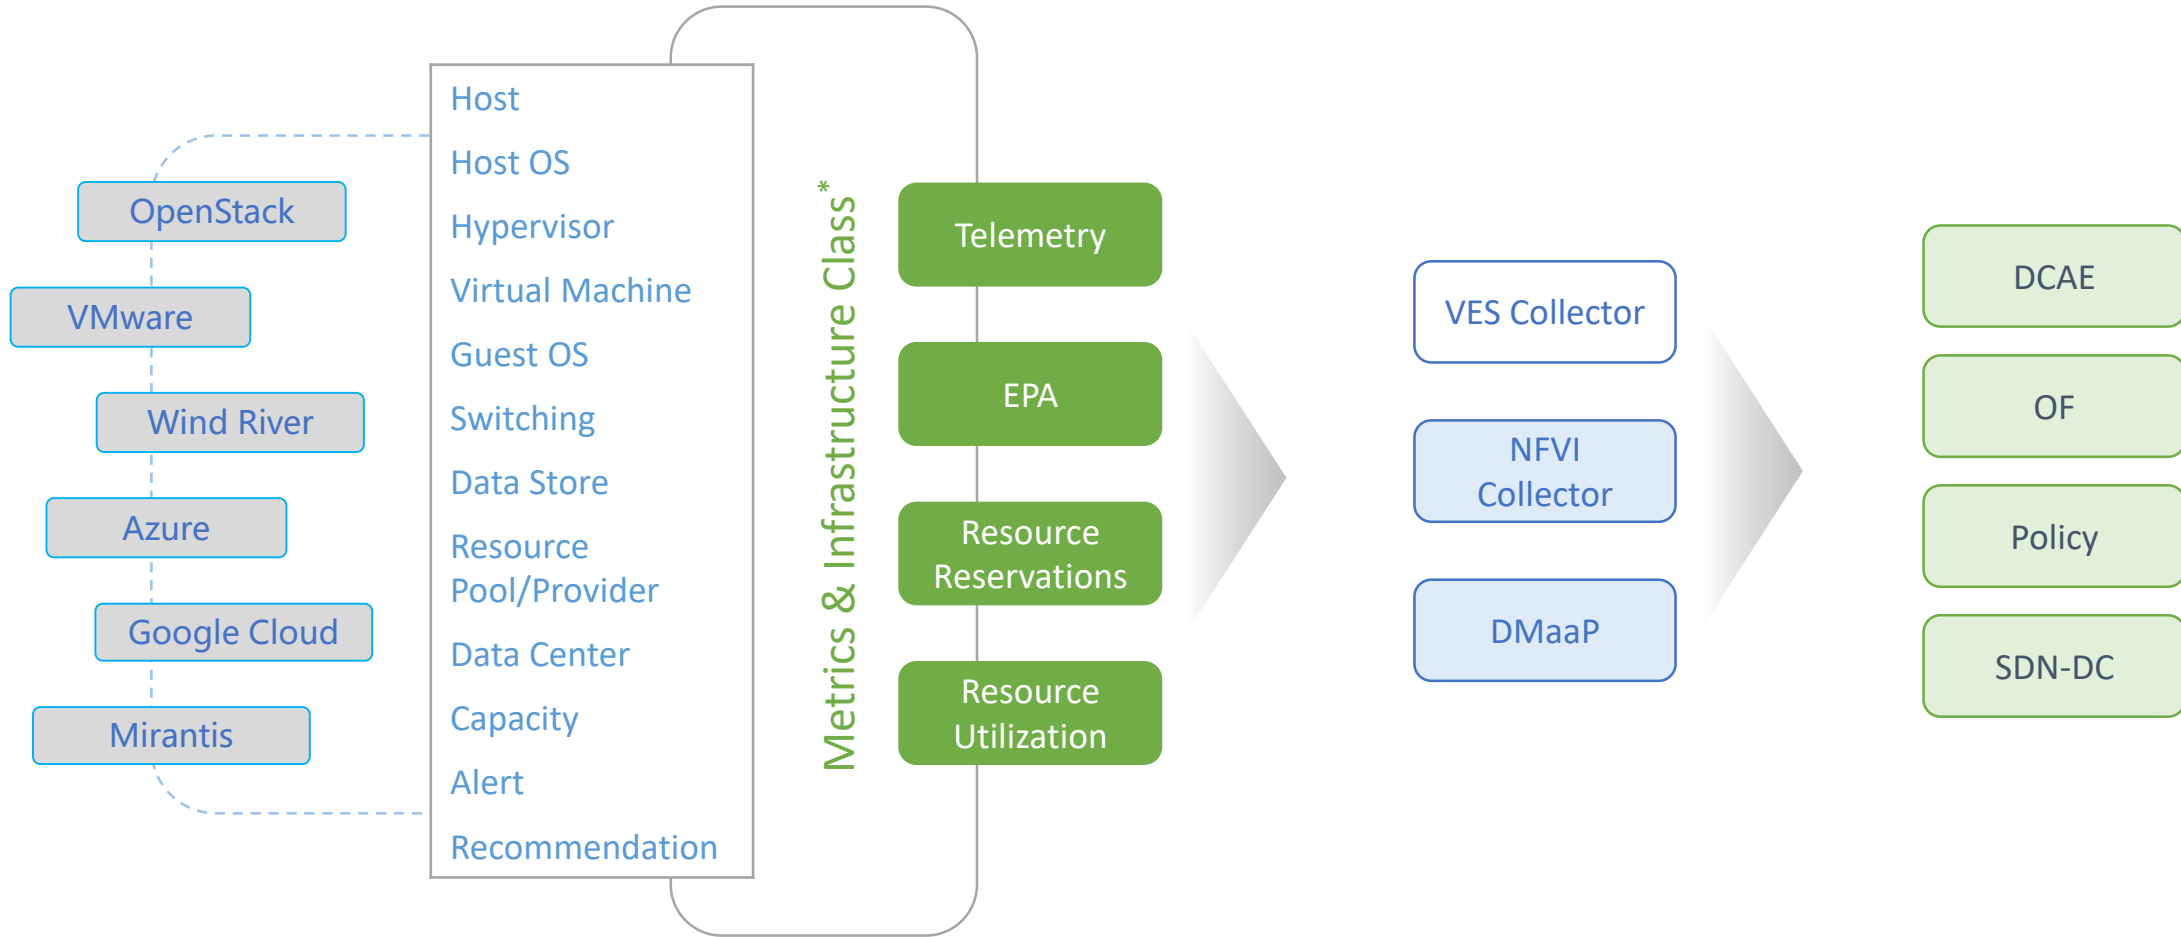 OpenStack
VMware
Wind River
Azure
Google Cloud
Mirantis
Host
Host OS
Hypervisor
Virtual Machine
Guest OS
Switching
Data Store
Resource
Pool/Provider
Data Center
Capacity
Alert
Recommendation
Metrics & Infrastructure Class*
Telemetry
EPA
Resource
Reservations
Resource
Utilization
VES Collector
NFVI
Collector
DMaaP
DCAE
OF
Policy
SDN-DC